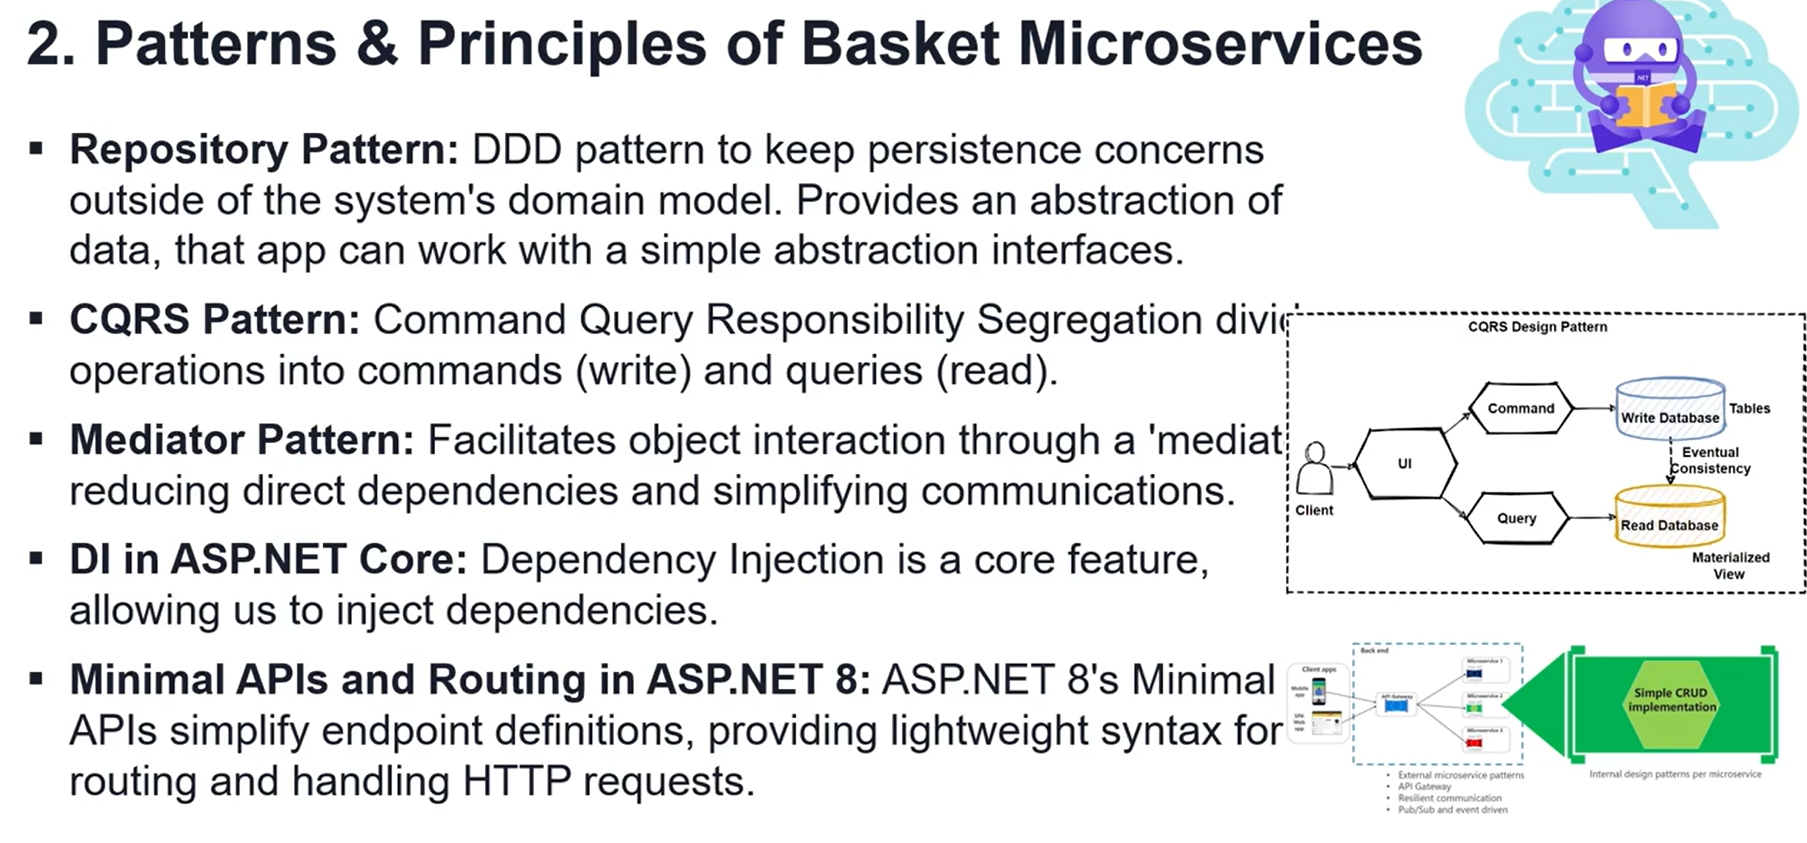 2. Patterns & Principles of Basket Microservices
.NET
▪ Repository Pattern: DDD pattern to keep persistence concerns
outside of the system's domain model. Provides an abstraction of
data, that app can work with a simple abstraction interfaces.
▪ CQRS Pattern: Command Query Responsibility Segregation
operations into commands (write) and queries (read).
▪ Mediator Pattern: Facilitates object interaction through a 'mediat
reducing direct dependencies and simplifying communications.
▪ DI in ASP.NET Core: Dependency Injection is a core feature,
allowing us to inject dependencies.
▪ Minimal APIs and Routing in ASP.NET 8: ASP.NET 8's Minimal
APIs simplify endpoint definitions, providing lightweight syntax for
routing and handling HTTP requests.
CQRS Design Pattern
Client
UI
Command
Write Database
Tables
Eventual
Consistency
Query
Read Database
Materialized
View
Client apps
Mobile
app
SPA
Web
app
Back end
API Gateway
Microservice 1
Microservice 2
Microservice 3
Simple CRUD
implementation
• External microservice patterns
• API Gateway
• Resilient communication
• Pub/Sub and event driven
Internal design patterns per microservice